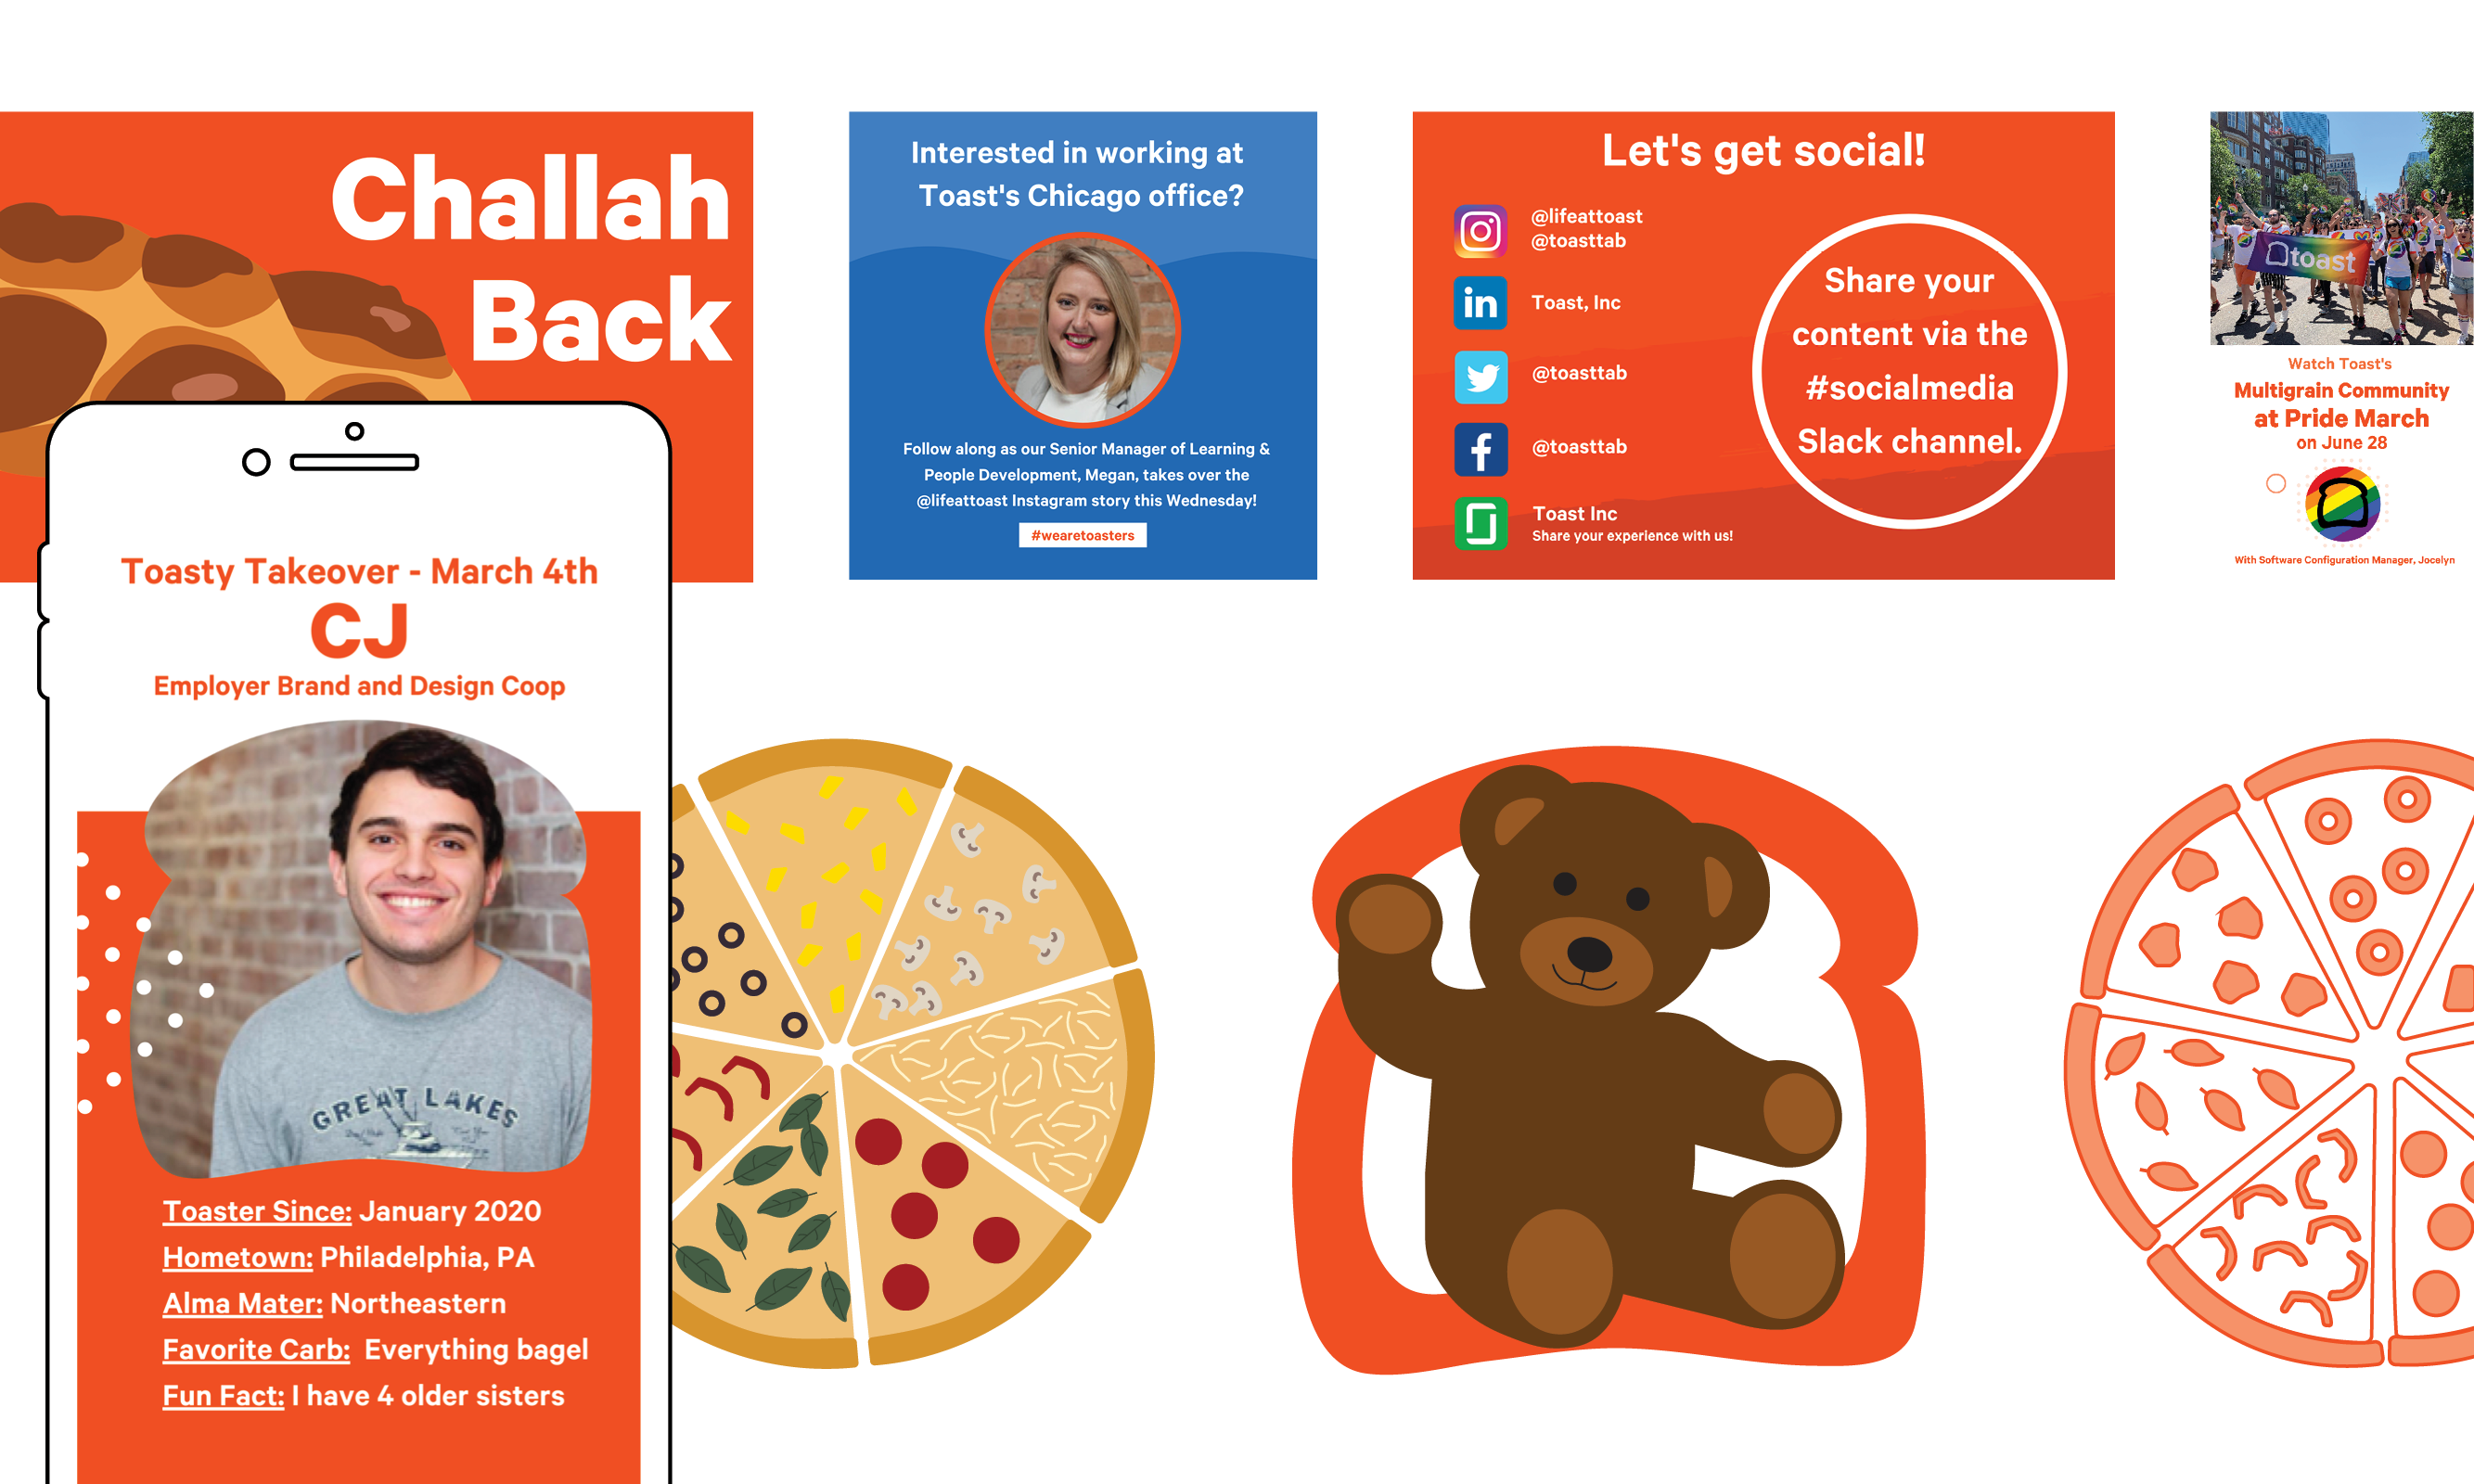 Challah
Back
Interested in working at
Toast's Chicago office?
Follow along as our Senior Manager of Learning &
People Development, Megan, takes over the
@lifeattoast Instagram story this Wednesday!
#wearetoasters
Let's get social!
@lifeattoast
@toasttab
in
Toast, Inc
@toasttab
f
@toasttab
Toast Inc
Share your experience with us!
Share your
content via the
#socialmedia
Slack channel.
toast
Watch Toast's
Multigrain Community
at Pride March
on June 28
With Software Configuration Manager, Jocelyn
Toasty Takeover - March 4th
CJ
Employer Brand and Design Coop
GREAT LAKES
Toaster Since: January 2020
Hometown: Philadelphia, PA
Alma Mater: Northeastern
Favorite Carb: Everything bagel
Fun Fact: I have 4 older sisters